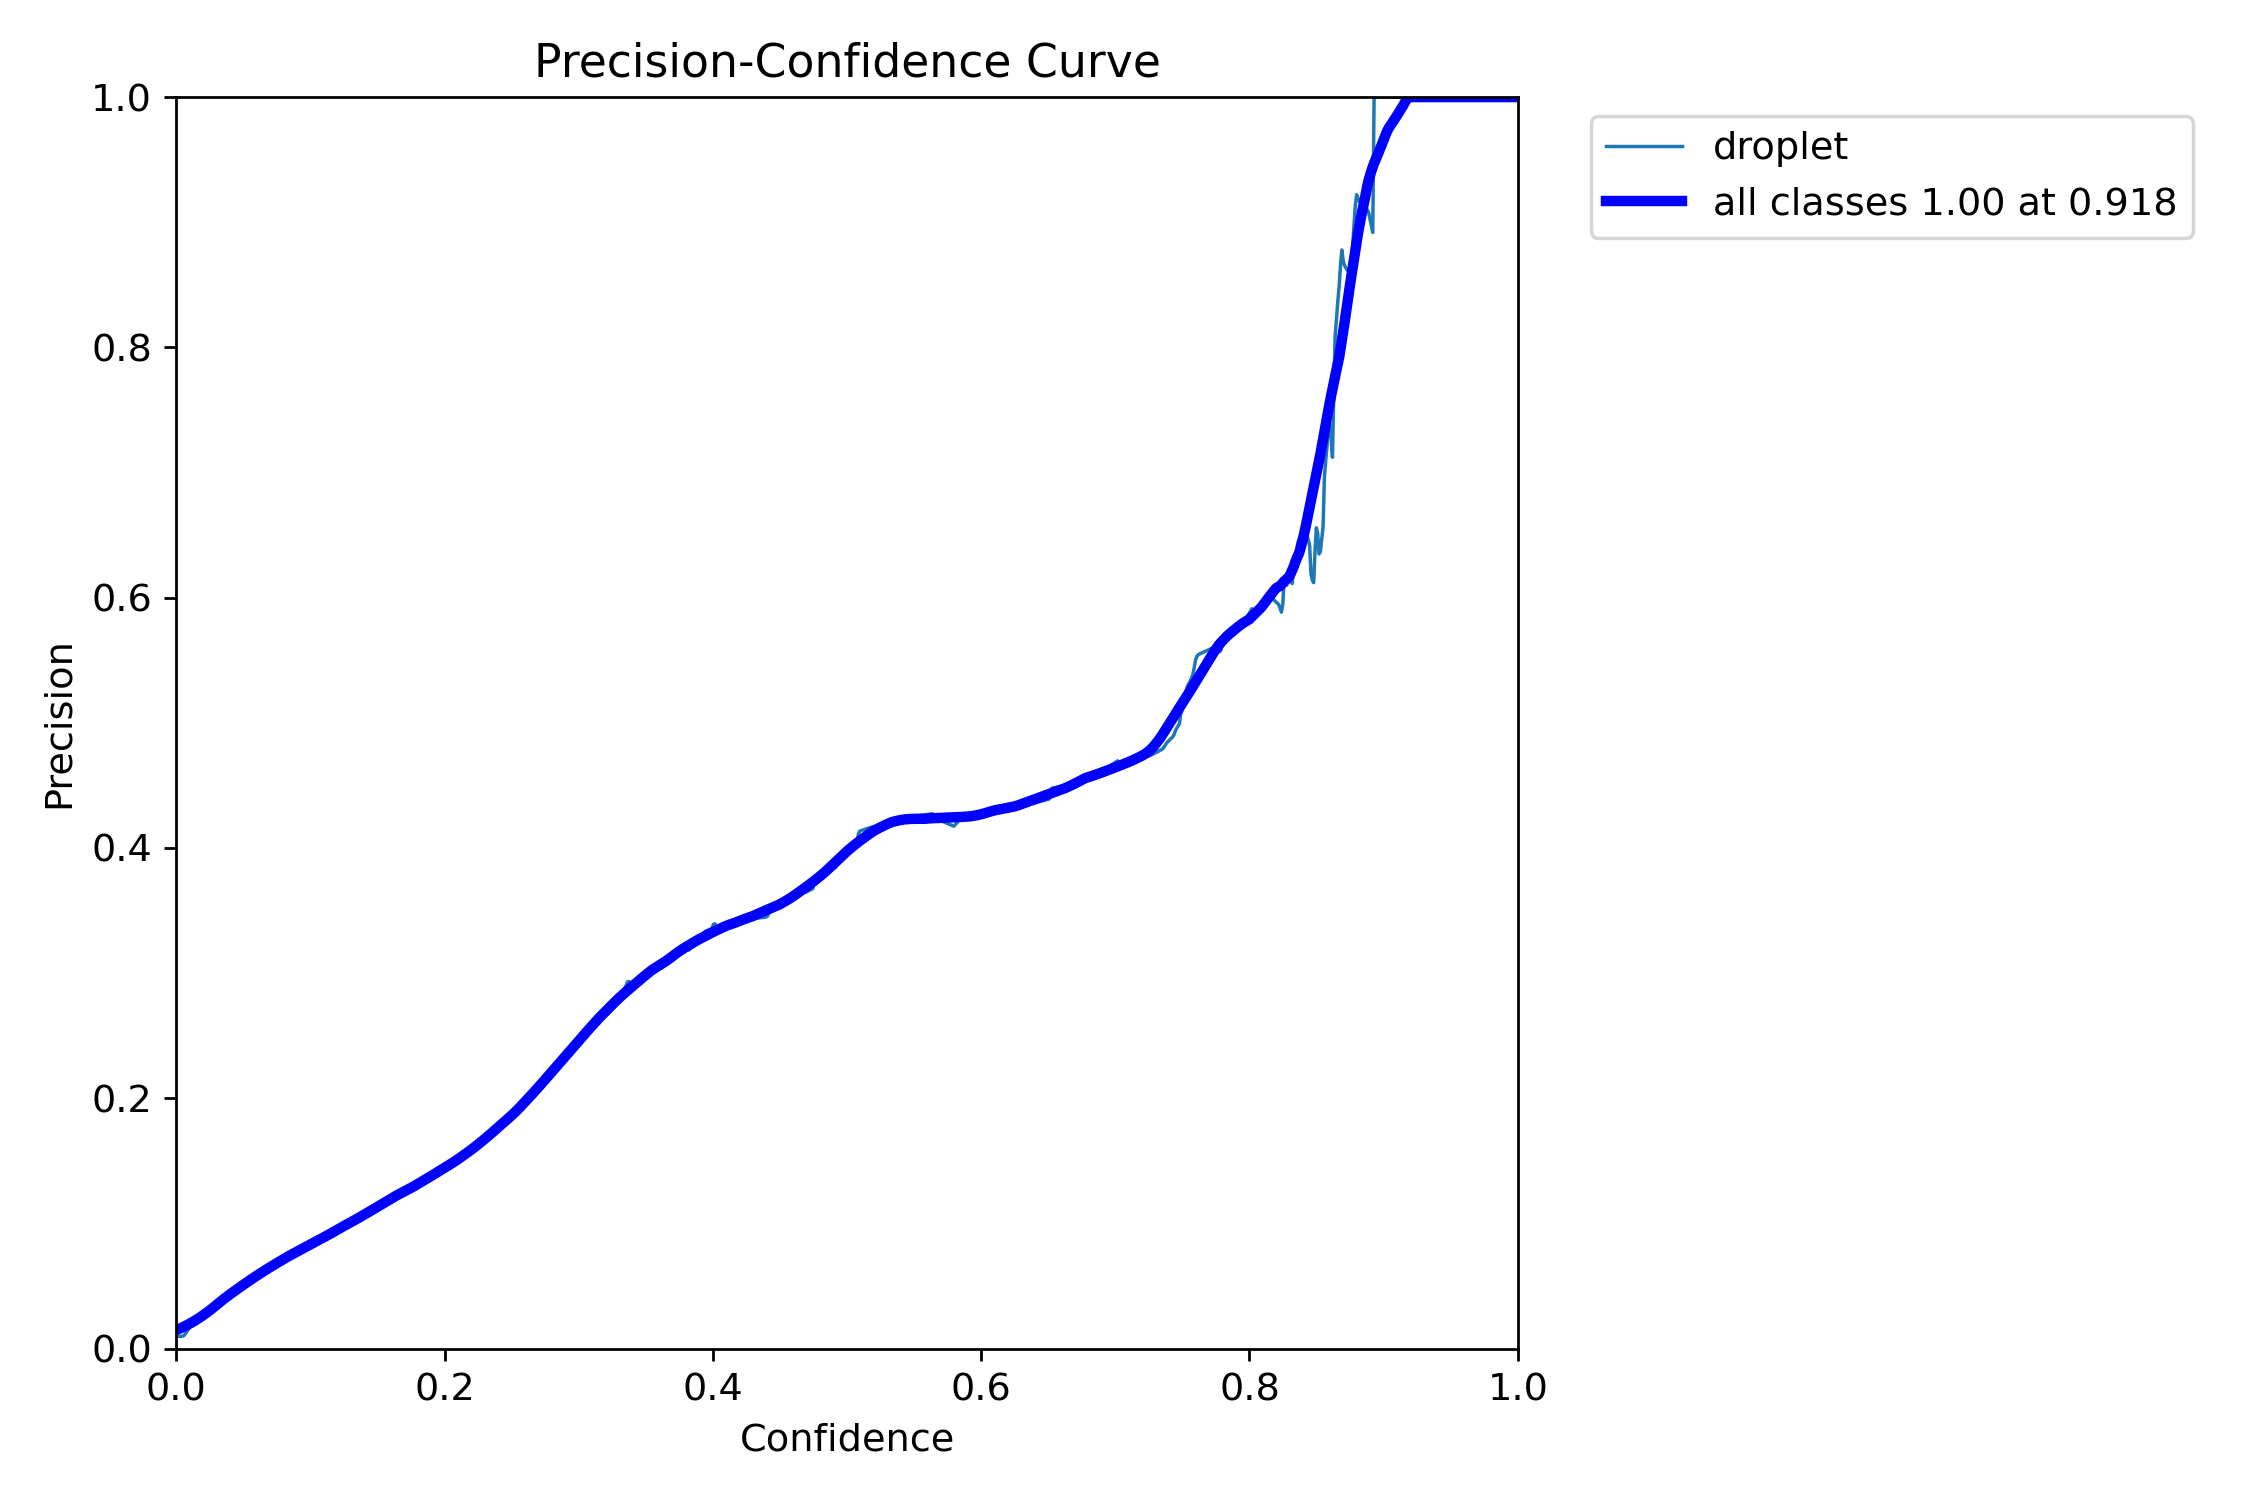 Precision-Confidence Curve
droplet
all classes 1.00 at 0.918
1.0
0.8
0.6
0.4
0.2
0.0
Precision
0.0 0.2 0.4 0.6 0.8 1.0
Confidence